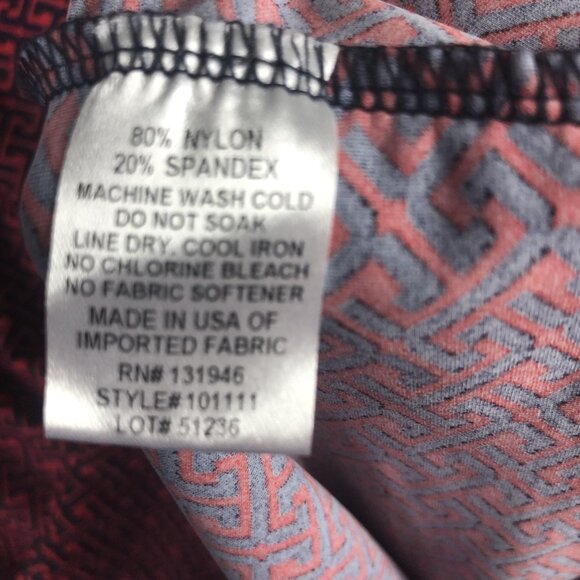 80% NYLON
20% SPANDEX
MACHINE WASH COLD
DO NOT SOAK
LINE DRY, COOL IRON
NO CHLORINE BLEACH
NO FABRIC SOFTENER
MADE IN USA OF
IMPORTED FABRIC
RN# 131946
STYLE#101111
LOT# 51236